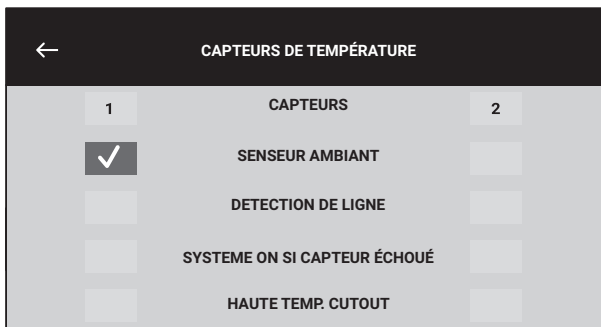 CAPTEURS DE TEMPÉRATURE
1 CAPTEURS 2
SENSEUR AMBIANT
DETECTION DE LIGNE
SYSTEME ON SI CAPTEUR ÉCHOUÉ
HAUTE TEMP. CUTOUT